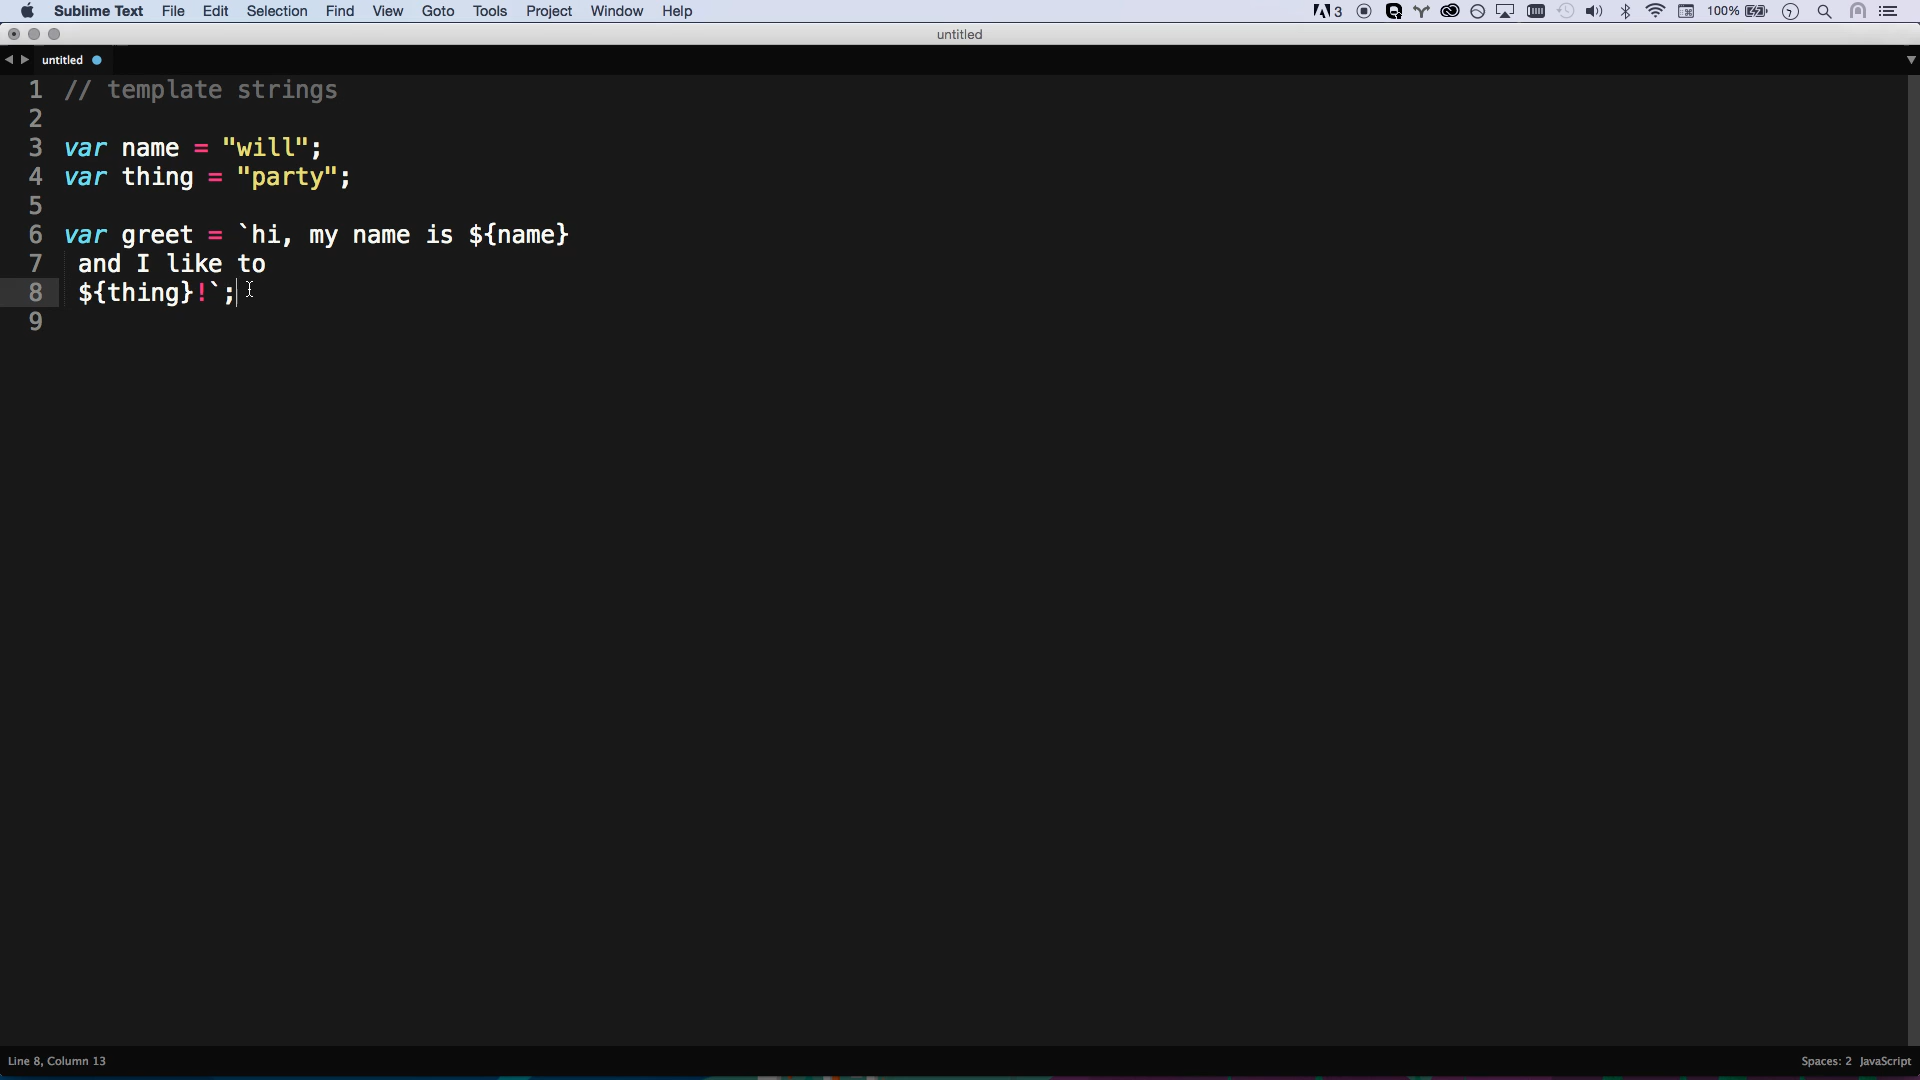 Sublime Text File Edit Selection Find View Goto Tools Project Window Help 3 100%
untitled
untitled
1 // template strings
2
3 var name = "will";
4 var thing = "party";
5
6 var greet = `hi, my name is ${name}
7 and I like to
8 ${thing}!`;
9
Line 8, Column 13 Spaces: 2 JavaScript